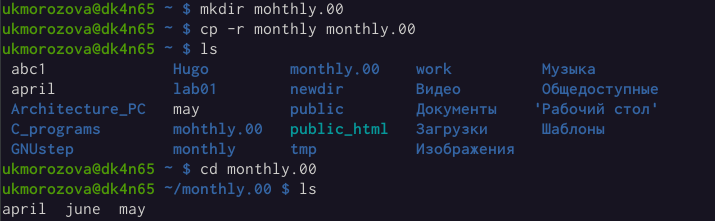 ukmorozova@dk4n65 ~ $ mkdir mohthly.00
ukmorozova@dk4n65 ~ $ cp -r monthly monthly.00
ukmorozova@dk4n65 ~ $ ls
abc1 Hugo monthly.00 work Музыка
april lab01 newdir Видео Общедоступные
Architecture_PC may public Документы 'Рабочий стол'
C_programs mohthly.00 public_html Загрузки Шаблоны
GNUstep monthly tmp Изображения
ukmorozova@dk4n65 ~ $ cd monthly.00
ukmorozova@dk4n65 ~/monthly.00 $ ls
april june may